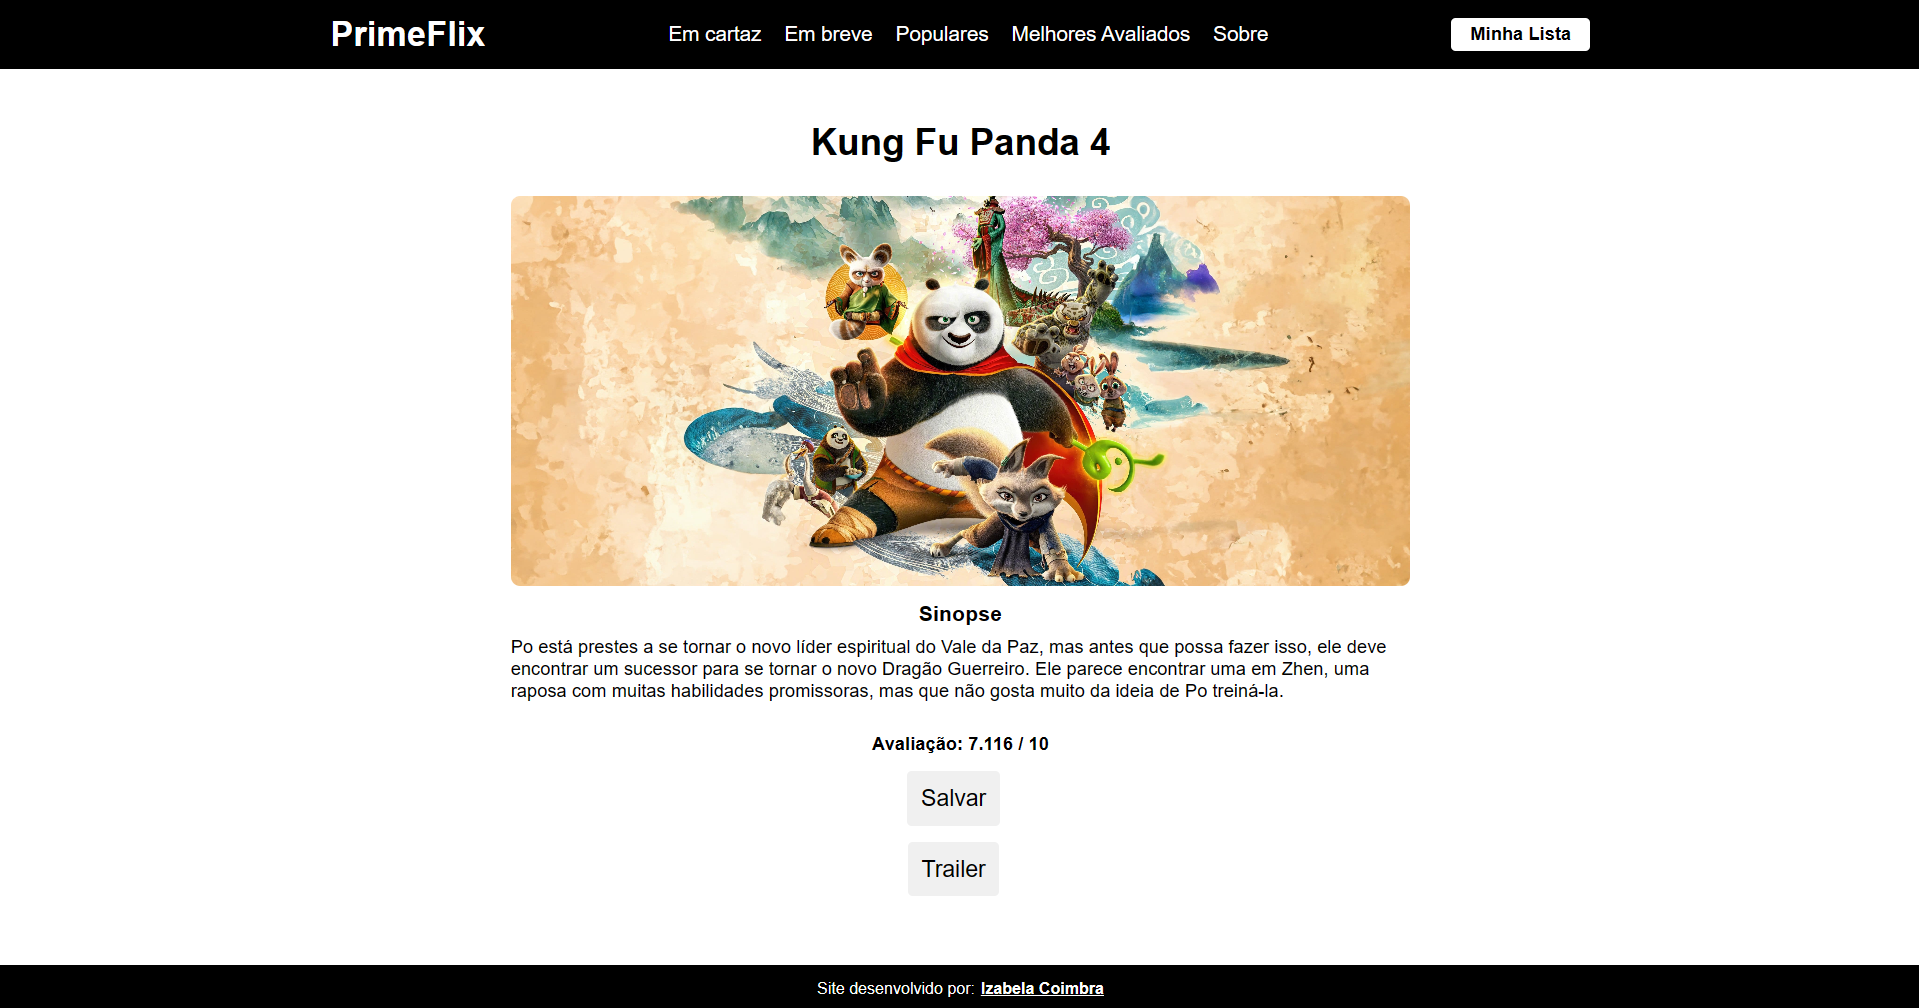 PrimeFlix
Em cartaz Em breve Populares Melhores Avaliados Sobre
Minha Lista
Kung Fu Panda 4
Sinopse
Po está prestes a se tornar o novo líder espiritual do Vale da Paz, mas antes que possa fazer isso, ele deve
encontrar um sucessor para se tornar o novo Dragão Guerreiro. Ele parece encontrar uma em Zhen, uma
raposa com muitas habilidades promissoras, mas que não gosta muito da ideia de Po treiná-la.
Avaliação: 7.116 / 10
Salvar
Trailer
Site desenvolvido por: Izabela Coimbra